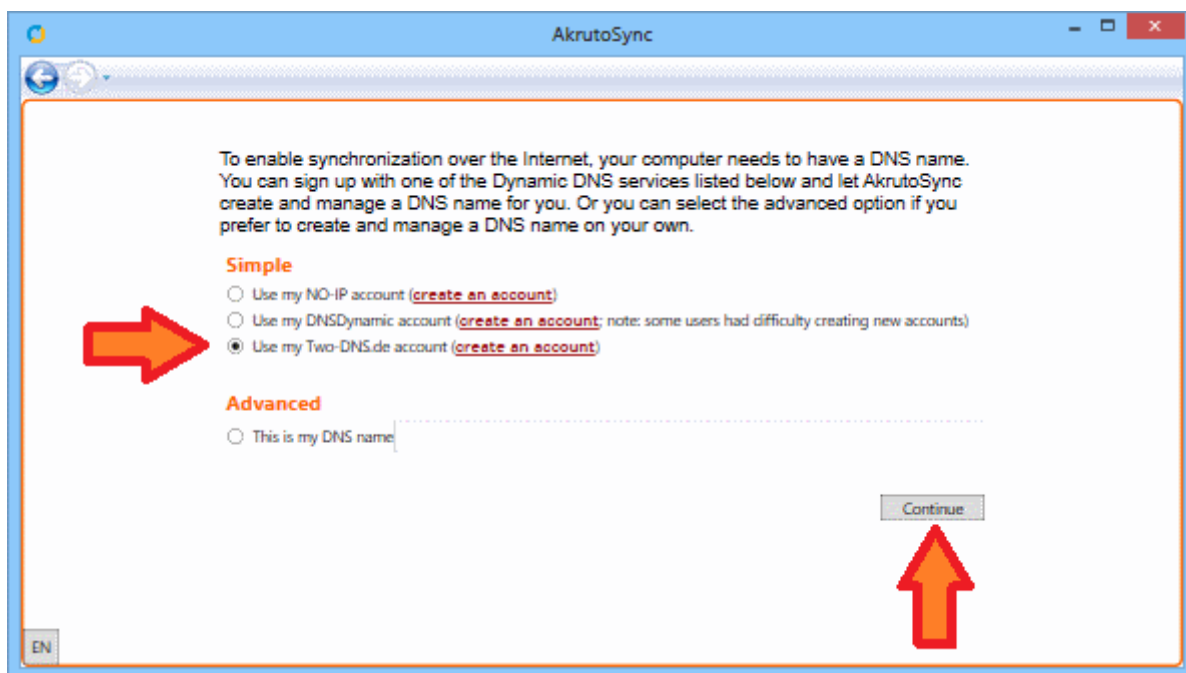 AkrutoSync
To enable synchronization over the Internet, your computer needs to have a DNS name.
You can sign up with one of the Dynamic DNS services listed below and let AkrutoSync
create and manage a DNS name for you. Or you can select the advanced option if you
prefer to create and manage a DNS name on your own.
Simple
Use my NO-IP account (create an account)
Use my DNSDynamic account (create an account; note: some users had difficulty creating new accounts)
Use my Two-DNS.de account (create an account)
Advanced
This is my DNS name
Continue
EN